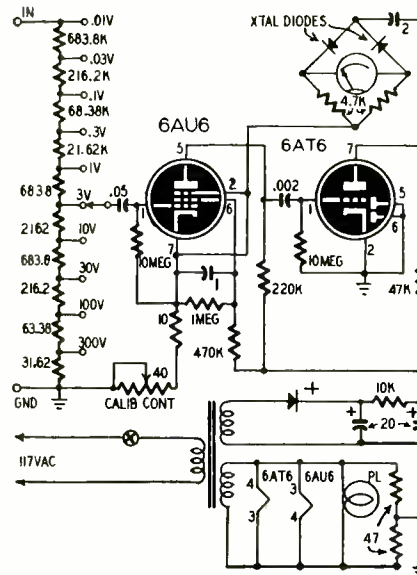 IN
.01V
683.8K
.03V
216.2K
.1V
68.38K
.3V
21.62K
1V
6838
3V
2162
10V
683.8
30V
216.2
100V
63.38
300V
31.62
GND
.05
6AU6
5
2
6
1
7
10MEG
1
1MEG
10
470K
40
CALIB CONT
XTAL DIODES
2
4.7K
6AT6
7
.002
1
5
6
2
10MEG
220K
47K
117VAC
+
10K
+
20
+
6AT6
4
3
6AU6
3
4
PL
47